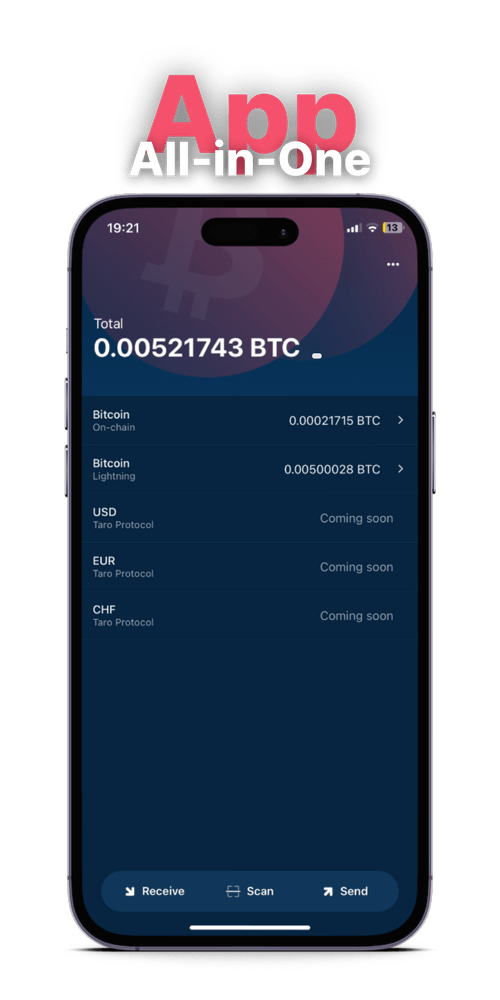 App
All-in-One
19:21
13
Total
0.00521743 BTC
Bitcoin
On-chain
0.00021715 BTC
Bitcoin
Lightning
0.00500028 BTC
USD
Taro Protocol
Coming soon
EUR
Taro Protocol
Coming soon
CHF
Taro Protocol
Coming soon
Receive
Scan
Send